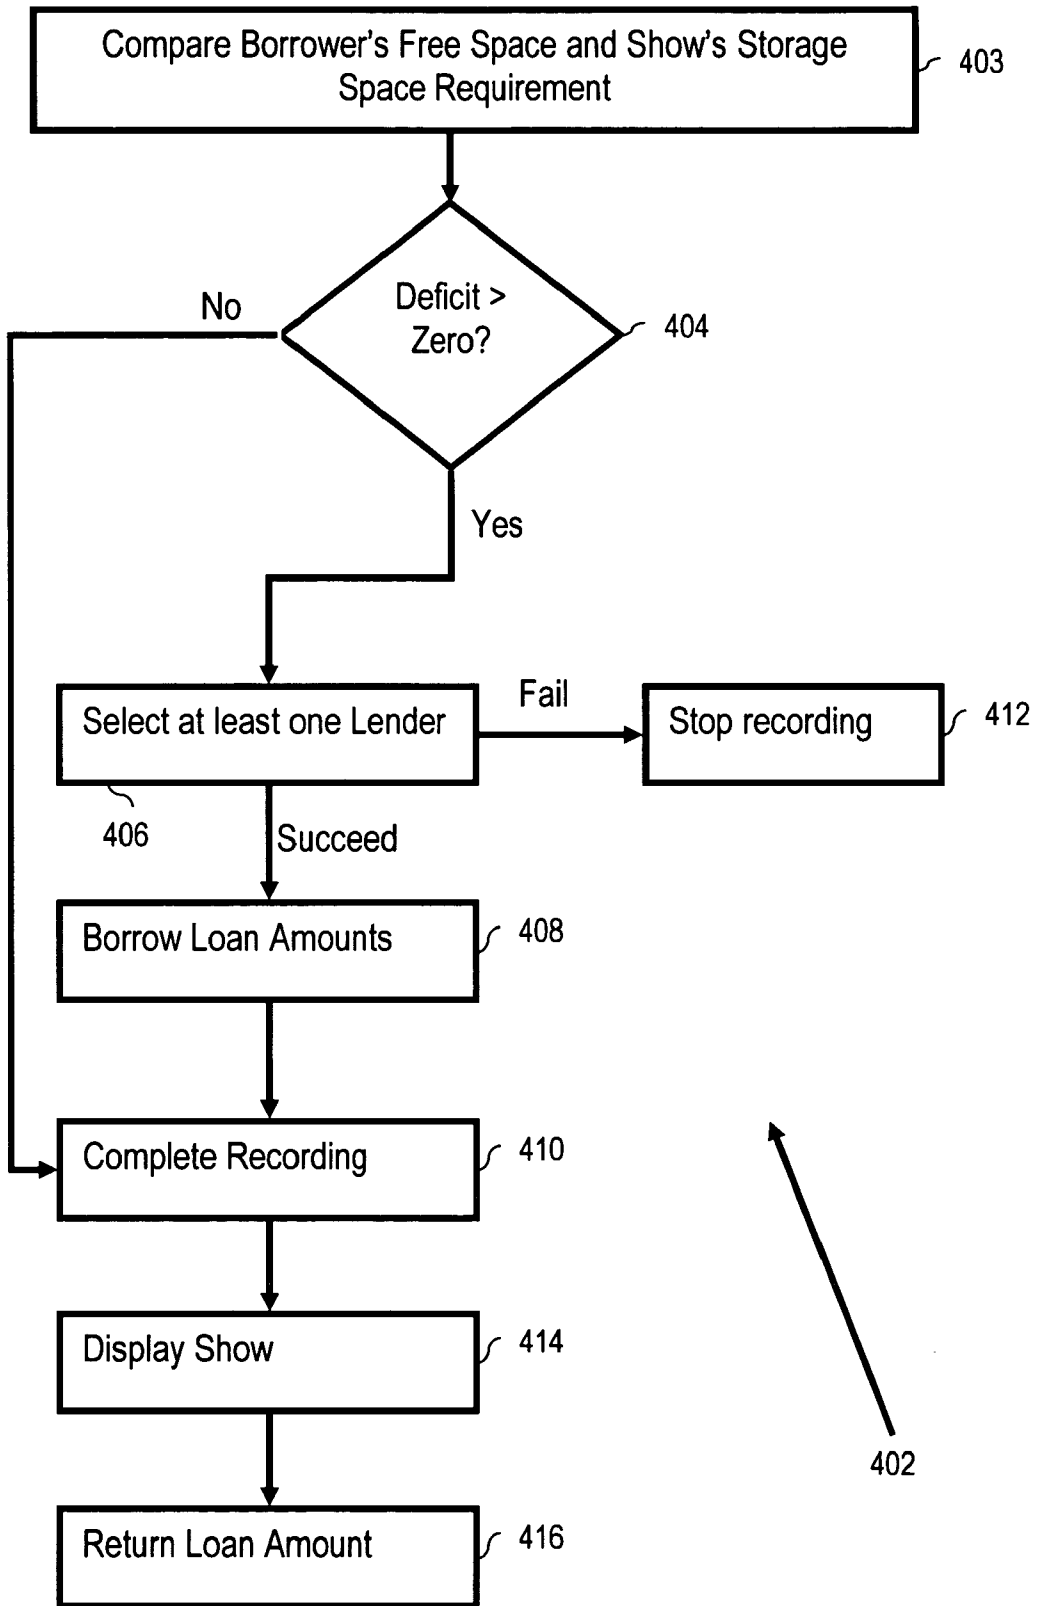 Compare Borrower's Free Space and Show's Storage
Space Requirement
403
Deficit >
Zero?
404
No
Yes
Select at least one Lender
406
Fail
Stop recording
412
Succeed
Borrow Loan Amounts
408
Complete Recording
410
Display Show
414
402
Return Loan Amount
416